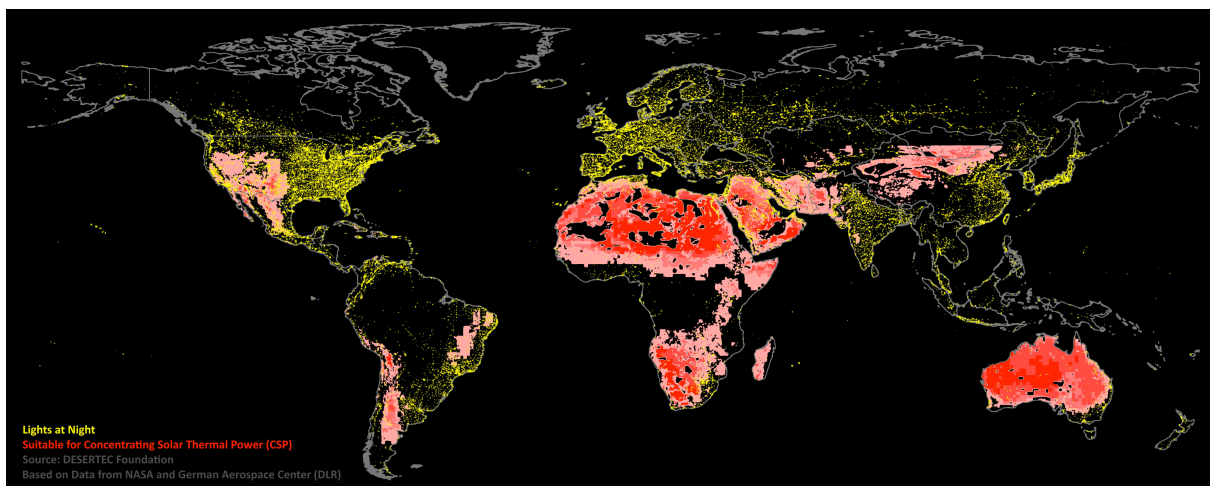 Lights at Night
Suitable for Concentrating Solar Thermal Power (CSP)
Source: DESERTEC Foundation
Based on Data from NASA and German Aerospace Center (DLR)